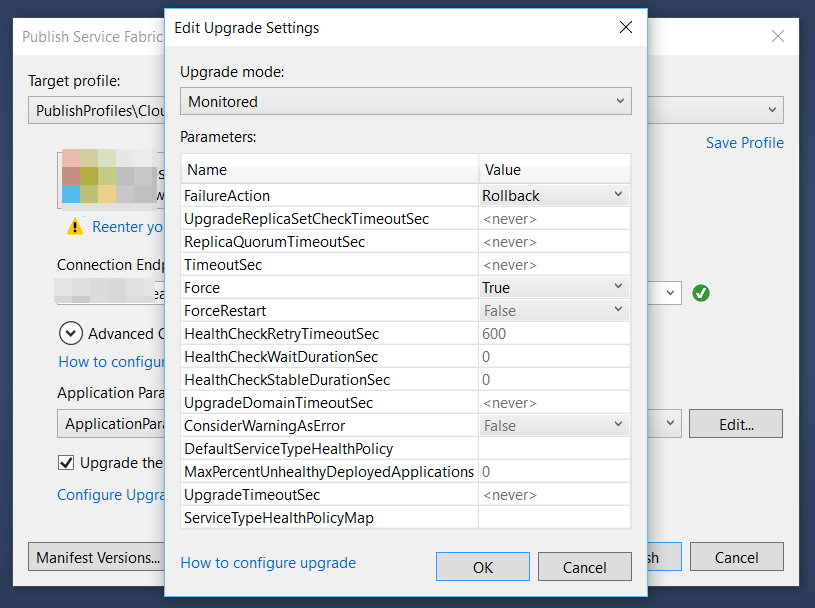 Publish Service Fabric
Edit Upgrade Settings
Target profile:
PublishProfiles\Clou
Save Profile
Reenter yo
Connection Endp
Advanced C
How to configur
Application Para
ApplicationPara
Edit...
Upgrade the
Configure Upgra
Manifest Versions...
sh
Cancel
Upgrade mode:
Monitored
Parameters:
Name Value
FailureAction Rollback
UpgradeReplicaSetCheckTimeoutSec <never>
ReplicaQuorumTimeoutSec <never>
TimeoutSec <never>
Force True
ForceRestart False
HealthCheckRetryTimeoutSec 600
HealthCheckWaitDurationSec 0
HealthCheckStableDurationSec 0
UpgradeDomainTimeoutSec <never>
ConsiderWarningAsError False
DefaultServiceTypeHealthPolicy
MaxPercentUnhealthyDeployedApplications 0
UpgradeTimeoutSec <never>
ServiceTypeHealthPolicyMap
How to configure upgrade
OK
Cancel